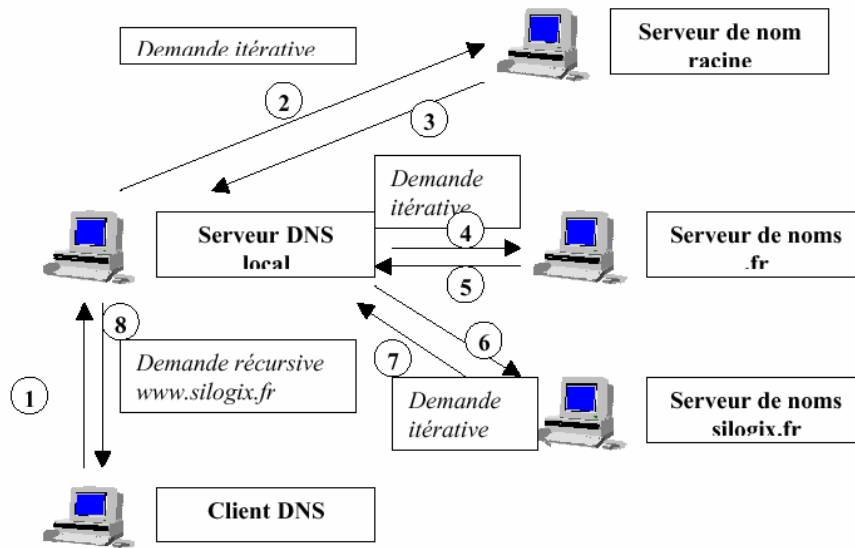 Demande itérative
Serveur de nom
racine
2
3
Demande
itérative
Serveur DNS
local
4
5
Serveur de noms
.fr
8
6
7
Demande récursive
www.silogix.fr
1
Demande
itérative
Serveur de noms
silogix.fr
Client DNS